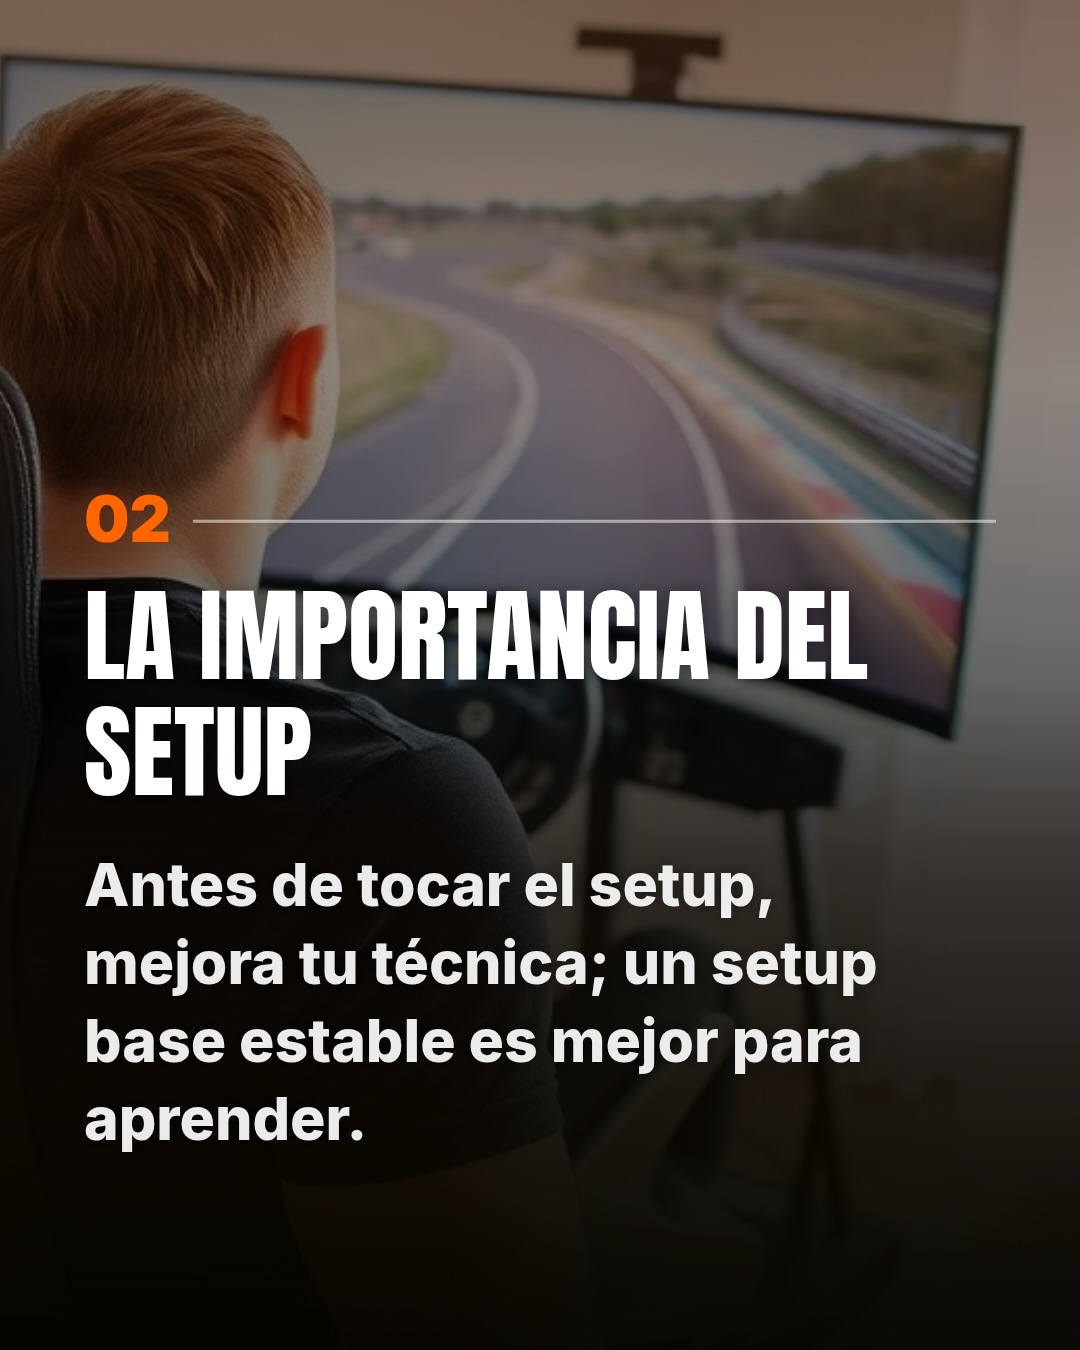 02
LA IMPORTANCIA DEL
SETUP
Antes de tocar el setup,
mejora tu técnica; un setup
base estable es mejor para
aprender.